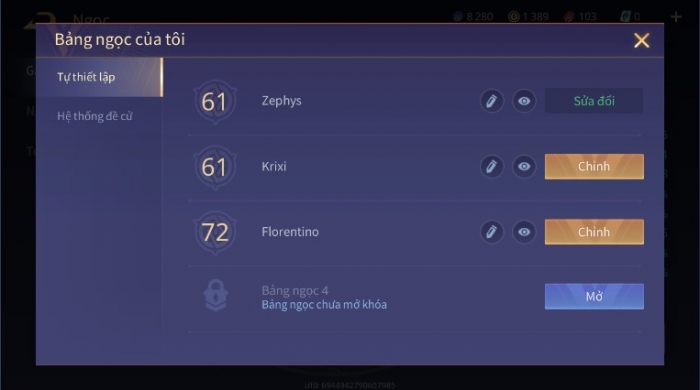 Ngọc
8 280
1 389
103
0
Bảng ngọc của tôi
Tự thiết lập
Hệ thống đề cử
61
Zephys
Sửa đổi
61
Krixi
Chỉnh
72
Florentino
Chỉnh
Bảng ngọc 4
Bảng ngọc chưa mở khóa
Mở